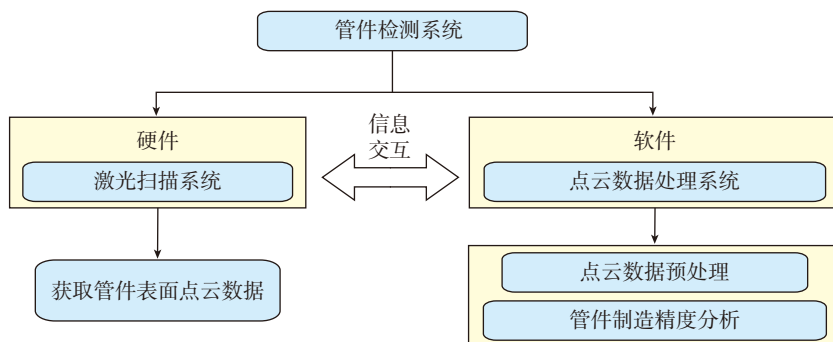 管件检测系统
硬件
激光扫描系统
信息
交互
软件
点云数据处理系统
获取管件表面点云数据
点云数据预处理
管件制造精度分析